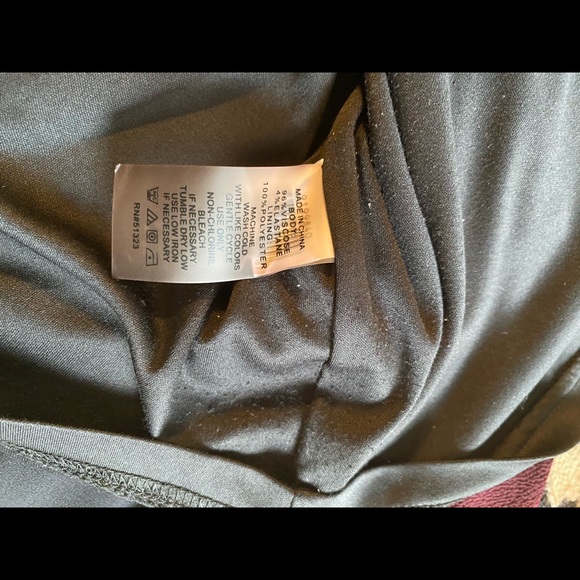 MADE IN CHINA
BODY
96%VISCOSE
4%ELASTANE
LINING
100%POLYESTER
MACHINE
WASH COLD
WITH LIKE COLORS
GENTLE CYCLE
USE ONLY
NON-CHLORINE
BLEACH
IF NECESSARY
TUMBLE DRY LOW
USE LOW IRON
IF NECESSARY
RN#51323